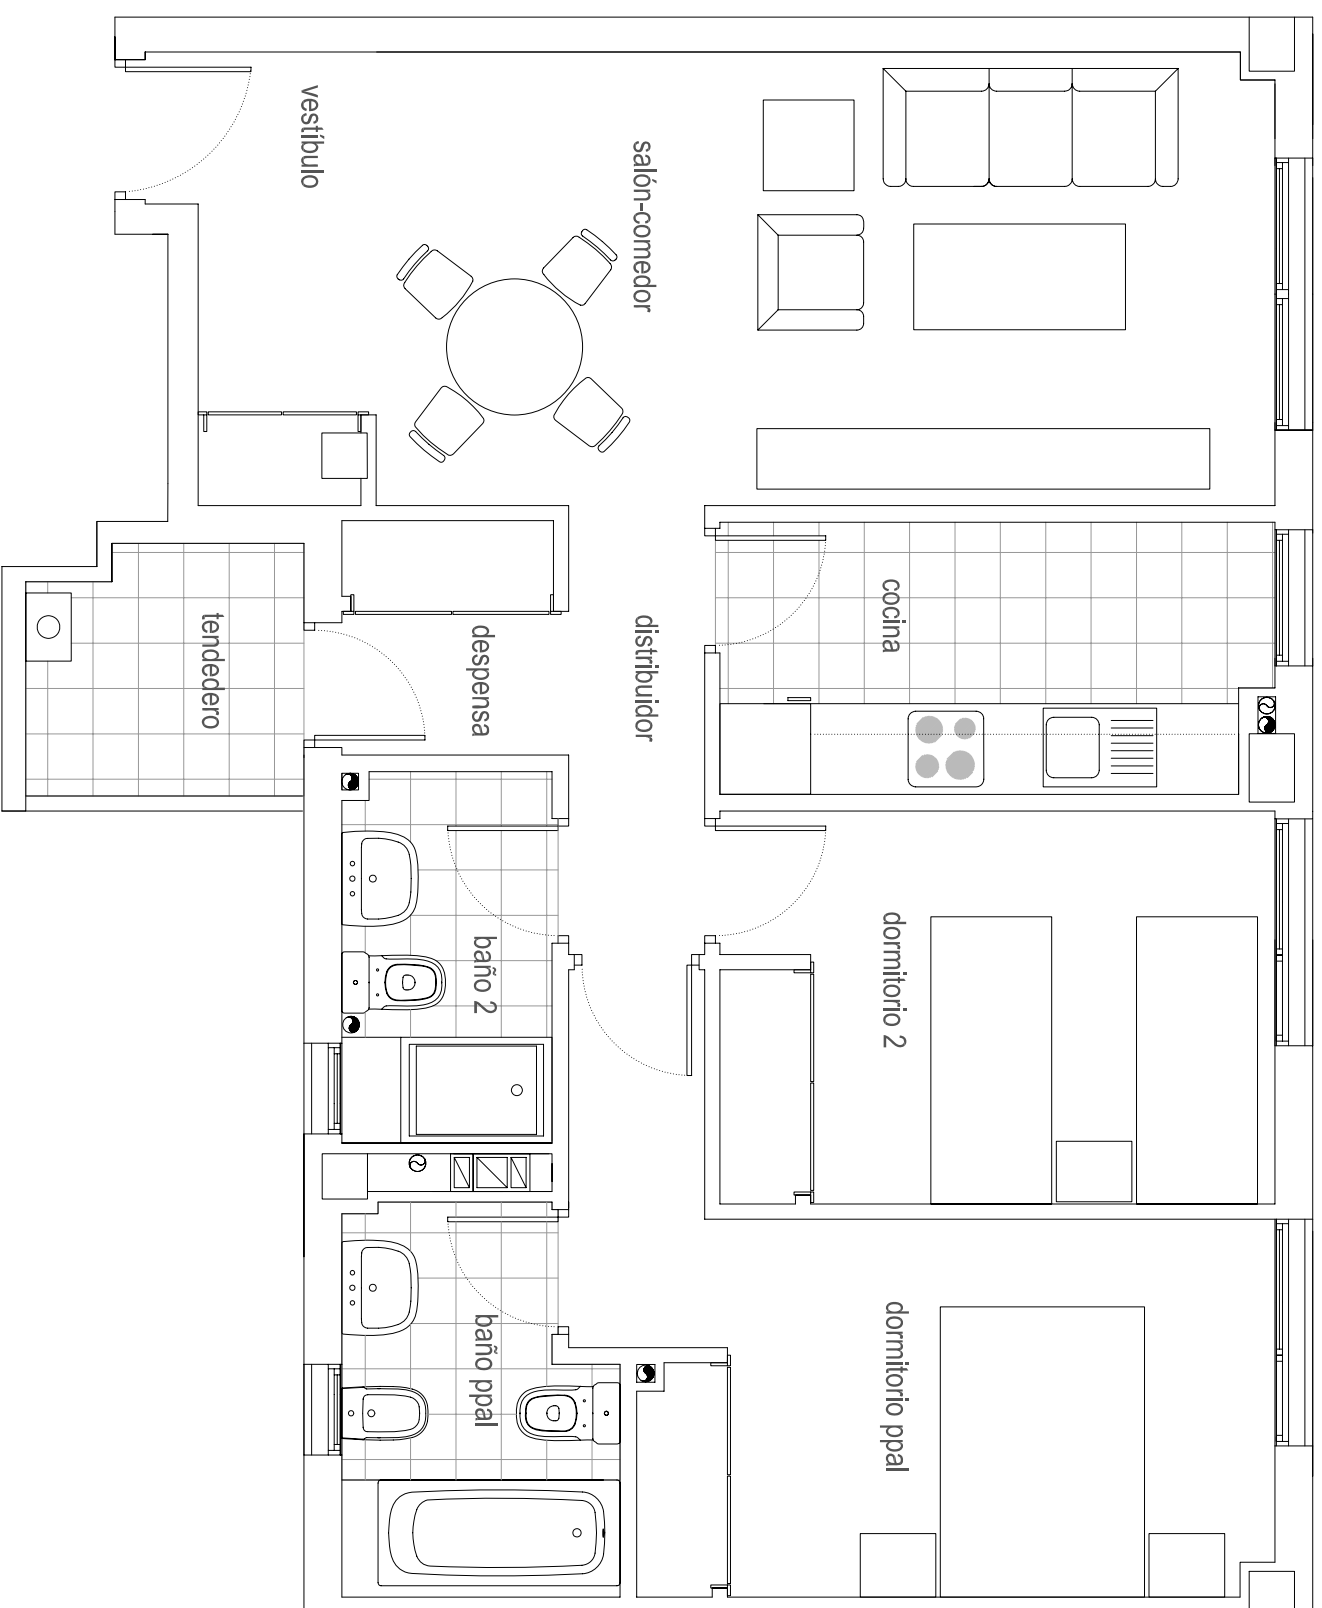 vestíbulo
salón-comedor
cocina
tendedero
despensa
distribuidor
baño 2
dormitorio 2
baño ppal
dormitorio ppal